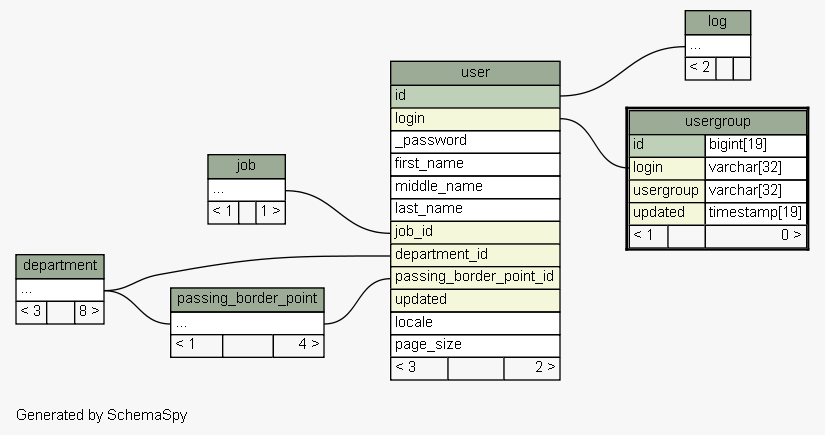 log
...
< 2
user
id
login
_password
first_name
middle_name
last_name
job_id
department_id
passing_border_point_id
updated
locale
page_size
< 3 2 >
usergroup
id bigint[19]
login varchar[32]
usergroup varchar[32]
updated timestamp[19]
< 1 0 >
job
...
< 1 1 >
department
...
< 3 8 >
passing_border_point
...
< 1 4 >
Generated by SchemaSpy